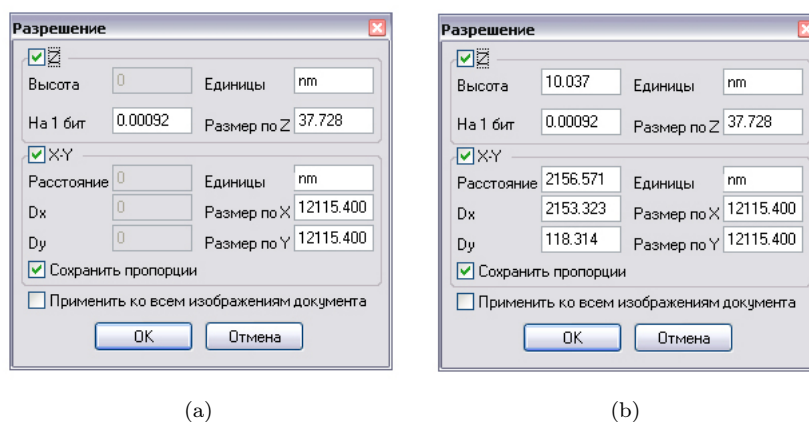 Разрешение
Z
Высота 0 Единицы nm
На 1 бит 0.00092 Размер по Z 37.728
X-Y
Расстояние 0 Единицы nm
Dx 0 Размер по X 12115.400
Dy 0 Размер по Y 12115.400
Сохранить пропорции
Применить ко всем изображениям документа
OK Отмена
(a)
Разрешение
Z
Высота 10.037 Единицы nm
На 1 бит 0.00092 Размер по Z 37.728
X-Y
Расстояние 2156.571 Единицы nm
Dx 2153.323 Размер по X 12115.400
Dy 118.314 Размер по Y 12115.400
Сохранить пропорции
Применить ко всем изображениям документа
OK Отмена
(b)